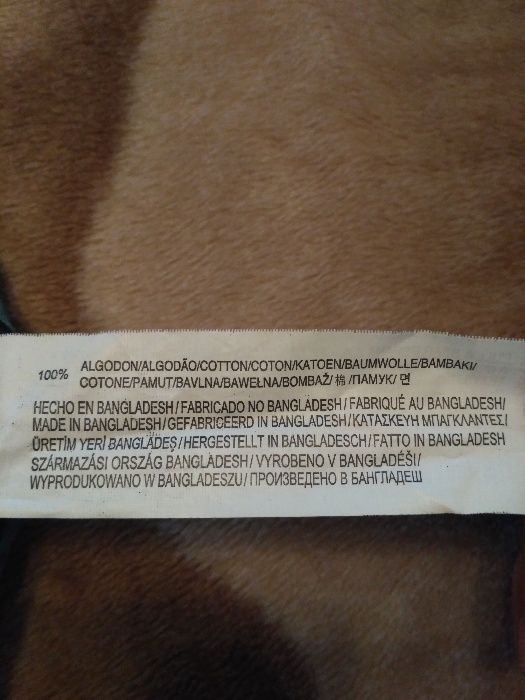 100% ALGODON/ALGODÃO/COTTON/COTON/KATOEN/BAUMWOLLE/BAMBAKI/
COTONE/PAMUT/BAVLNA/BAWEŁNA/BOMBAŽ/棉/ПАМУК/면
HECHO EN BANGLADESH/FABRICADO NO BANGLADESH/FABRIQUÉ AU BANGLADESH/
MADE IN BANGLADESH/GEFABRICEERD IN BANGLADESH/ΚΑΤΑΣΚΕΥΗ ΜΠΑΓΚΛΑΝΤΕΣ/
ÜRETİM YERİ BANGLADEŞ/HERGESTELLT IN BANGLADESCH/FATTO IN BANGLADESH
SZÁRMAZÁSI ORSZÁG BANGLADESH/VYROBENO V BANGLADÉŠI/
WYPRODUKOWANO W BANGLADESZU/ПРОИЗВЕДЕНО В БАНГЛАДЕШ